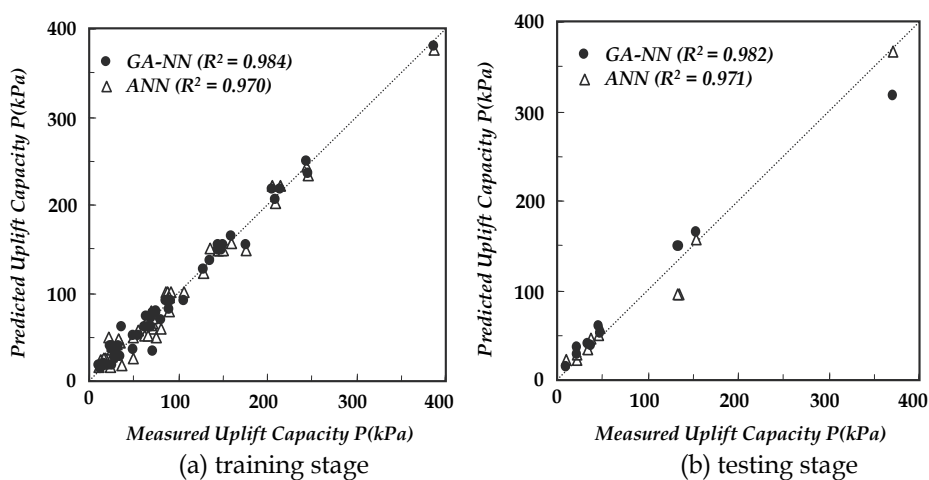 400
300
200
100
0
0
100
200
300
400
Predicted Uplift Capacity P(kPa)
GA-NN (R² = 0.984)
ANN (R² = 0.970)
Measured Uplift Capacity P(kPa)
(a) training stage
400
300
200
100
0
0
100
200
300
400
Predicted Uplift Capacity P(kPa)
GA-NN (R² = 0.982)
ANN (R² = 0.971)
Measured Uplift Capacity P(kPa)
(b) testing stage